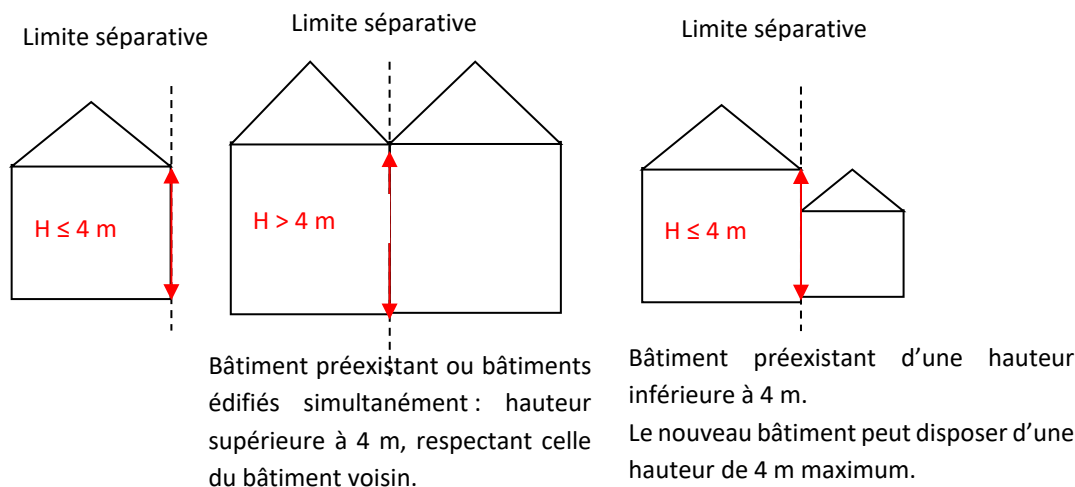 Limite séparative
Limite séparative
Limite séparative
H ≤ 4 m
H > 4 m
H ≤ 4 m
Bâtiment préexistant ou bâtiments
édifiés simultanément : hauteur
supérieure à 4 m, respectant celle
du bâtiment voisin.
Bâtiment préexistant d’une hauteur
inférieure à 4 m.
Le nouveau bâtiment peut disposer d’une
hauteur de 4 m maximum.